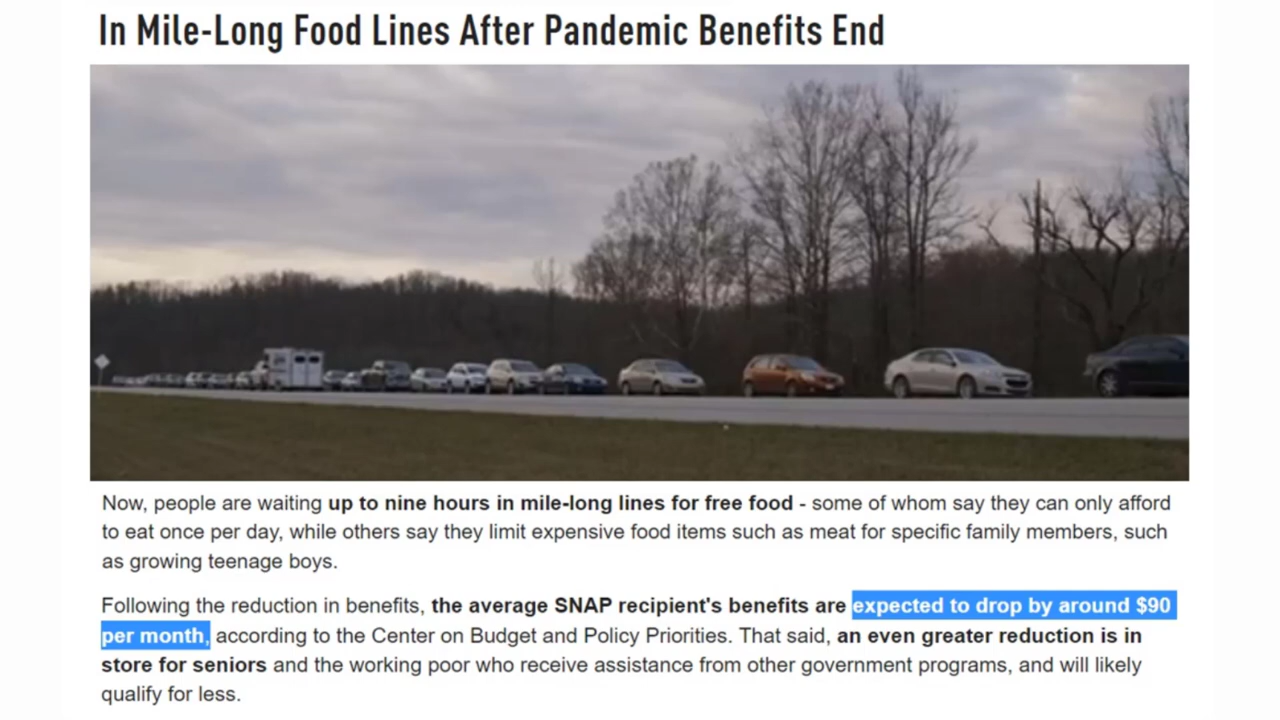 In Mile-Long Food Lines After Pandemic Benefits End
Now, people are waiting up to nine hours in mile-long lines for free food - some of whom say they can only afford
to eat once per day, while others say they limit expensive food items such as meat for specific family members, such
as growing teenage boys.
Following the reduction in benefits, the average SNAP recipient's benefits are expected to drop by around $90
per month, according to the Center on Budget and Policy Priorities. That said, an even greater reduction is in
store for seniors and the working poor who receive assistance from other government programs, and will likely
qualify for less.